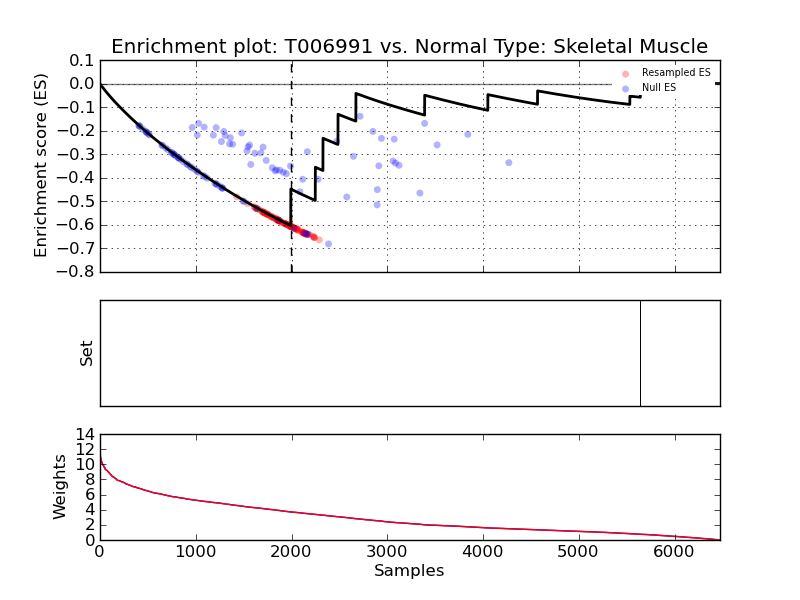 Enrichment plot: T006991 vs. Normal Type: Skeletal Muscle
0.1
0.0
−0.1
−0.2
−0.3
−0.4
−0.5
−0.6
−0.7
−0.8
Enrichment score (ES)
Resampled ES
Null ES
Set
14
12
10
8
6
4
2
0
Weights
0 1000 2000 3000 4000 5000 6000
Samples